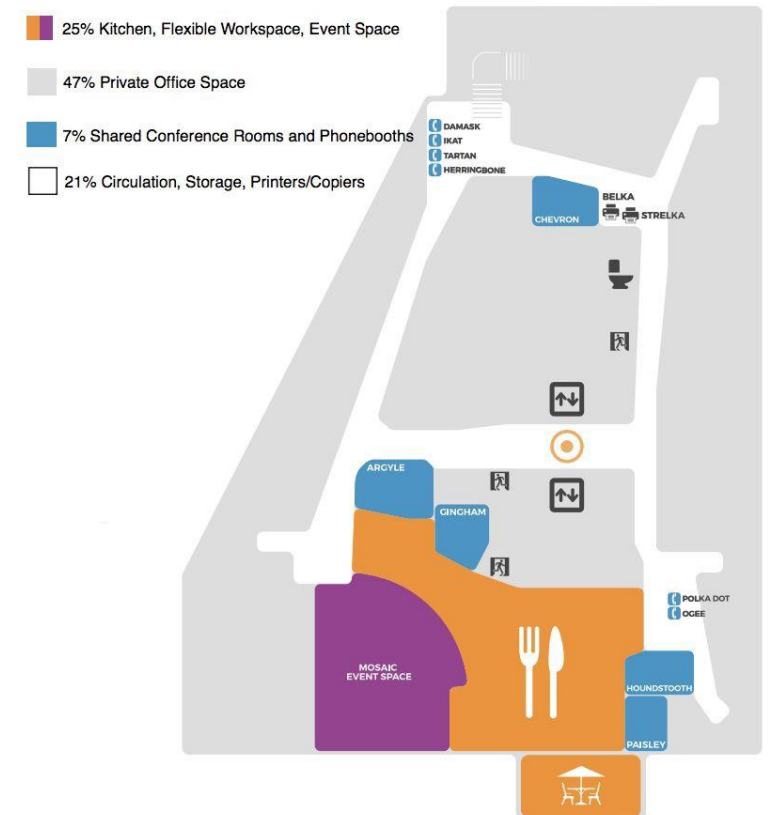 25% Kitchen, Flexible Workspace, Event Space
47% Private Office Space
7% Shared Conference Rooms and Phonebooths
21% Circulation, Storage, Printers/Copiers
DAMASK
IKAT
TARTAN
HERRINGBONE
CHEVRON
BELKA
STRELKA
ARGYLE
GINGHAM
POLKA DOT
OGEE
MOSAIC
EVENT SPACE
HOUNDSTOOTH
PAISLEY